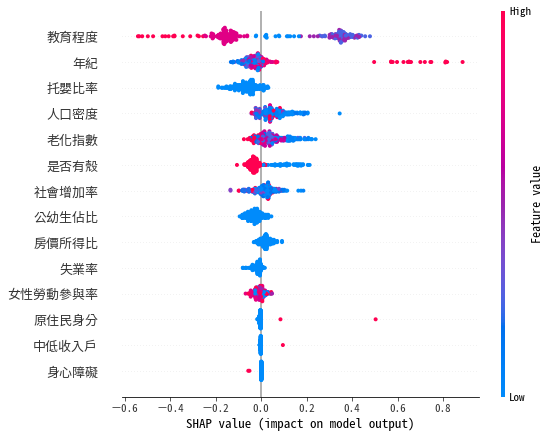 High
教育程度
年紀
托嬰比率
人口密度
老化指數
是否有殼
社會增加率
公幼生佔比
房價所得比
失業率
女性勞動參與率
原住民身分
中低收入戶
身心障礙
Low
Feature value
−0.6 −0.4 −0.2 0.0 0.2 0.4 0.6 0.8
SHAP value (impact on model output)